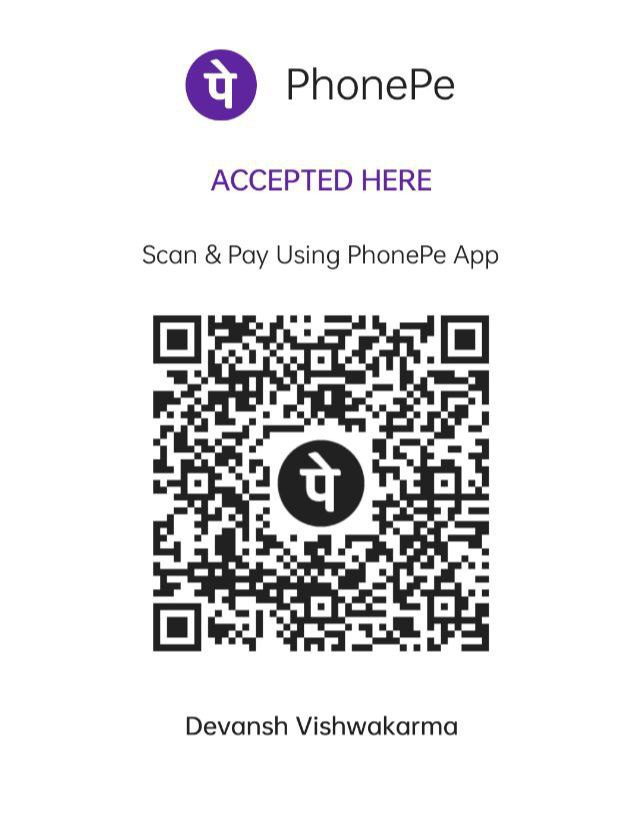 पे PhonePe
ACCEPTED HERE
Scan & Pay Using PhonePe App
पे
Devansh Vishwakarma